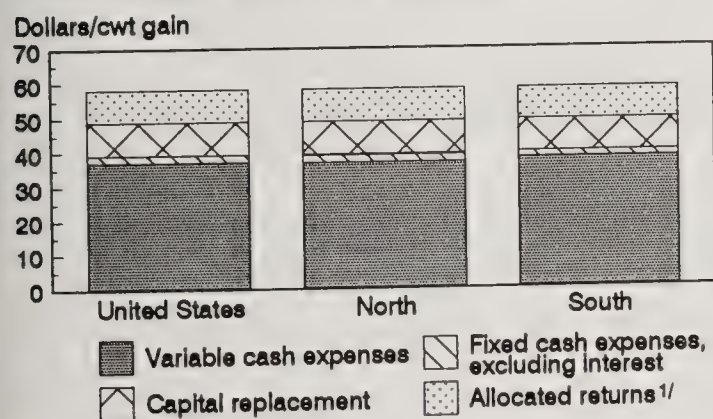 Dollars/cwt gain
70
60
50
40
30
20
10
0
United States
North
South
Variable cash expenses
Fixed cash expenses,
excluding interest
Capital replacement
Allocated returns 1/